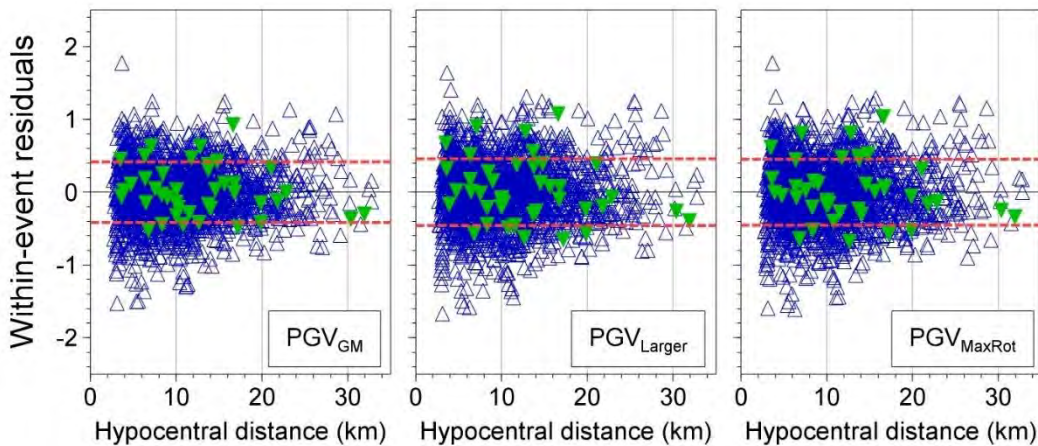 Within-event residuals
2
1
0
-1
-2
PGV_GM
PGV_Larger
PGV_MaxRot
0 10 20 30
0 10 20 30
0 10 20 30
Hypocentral distance (km)
Hypocentral distance (km)
Hypocentral distance (km)